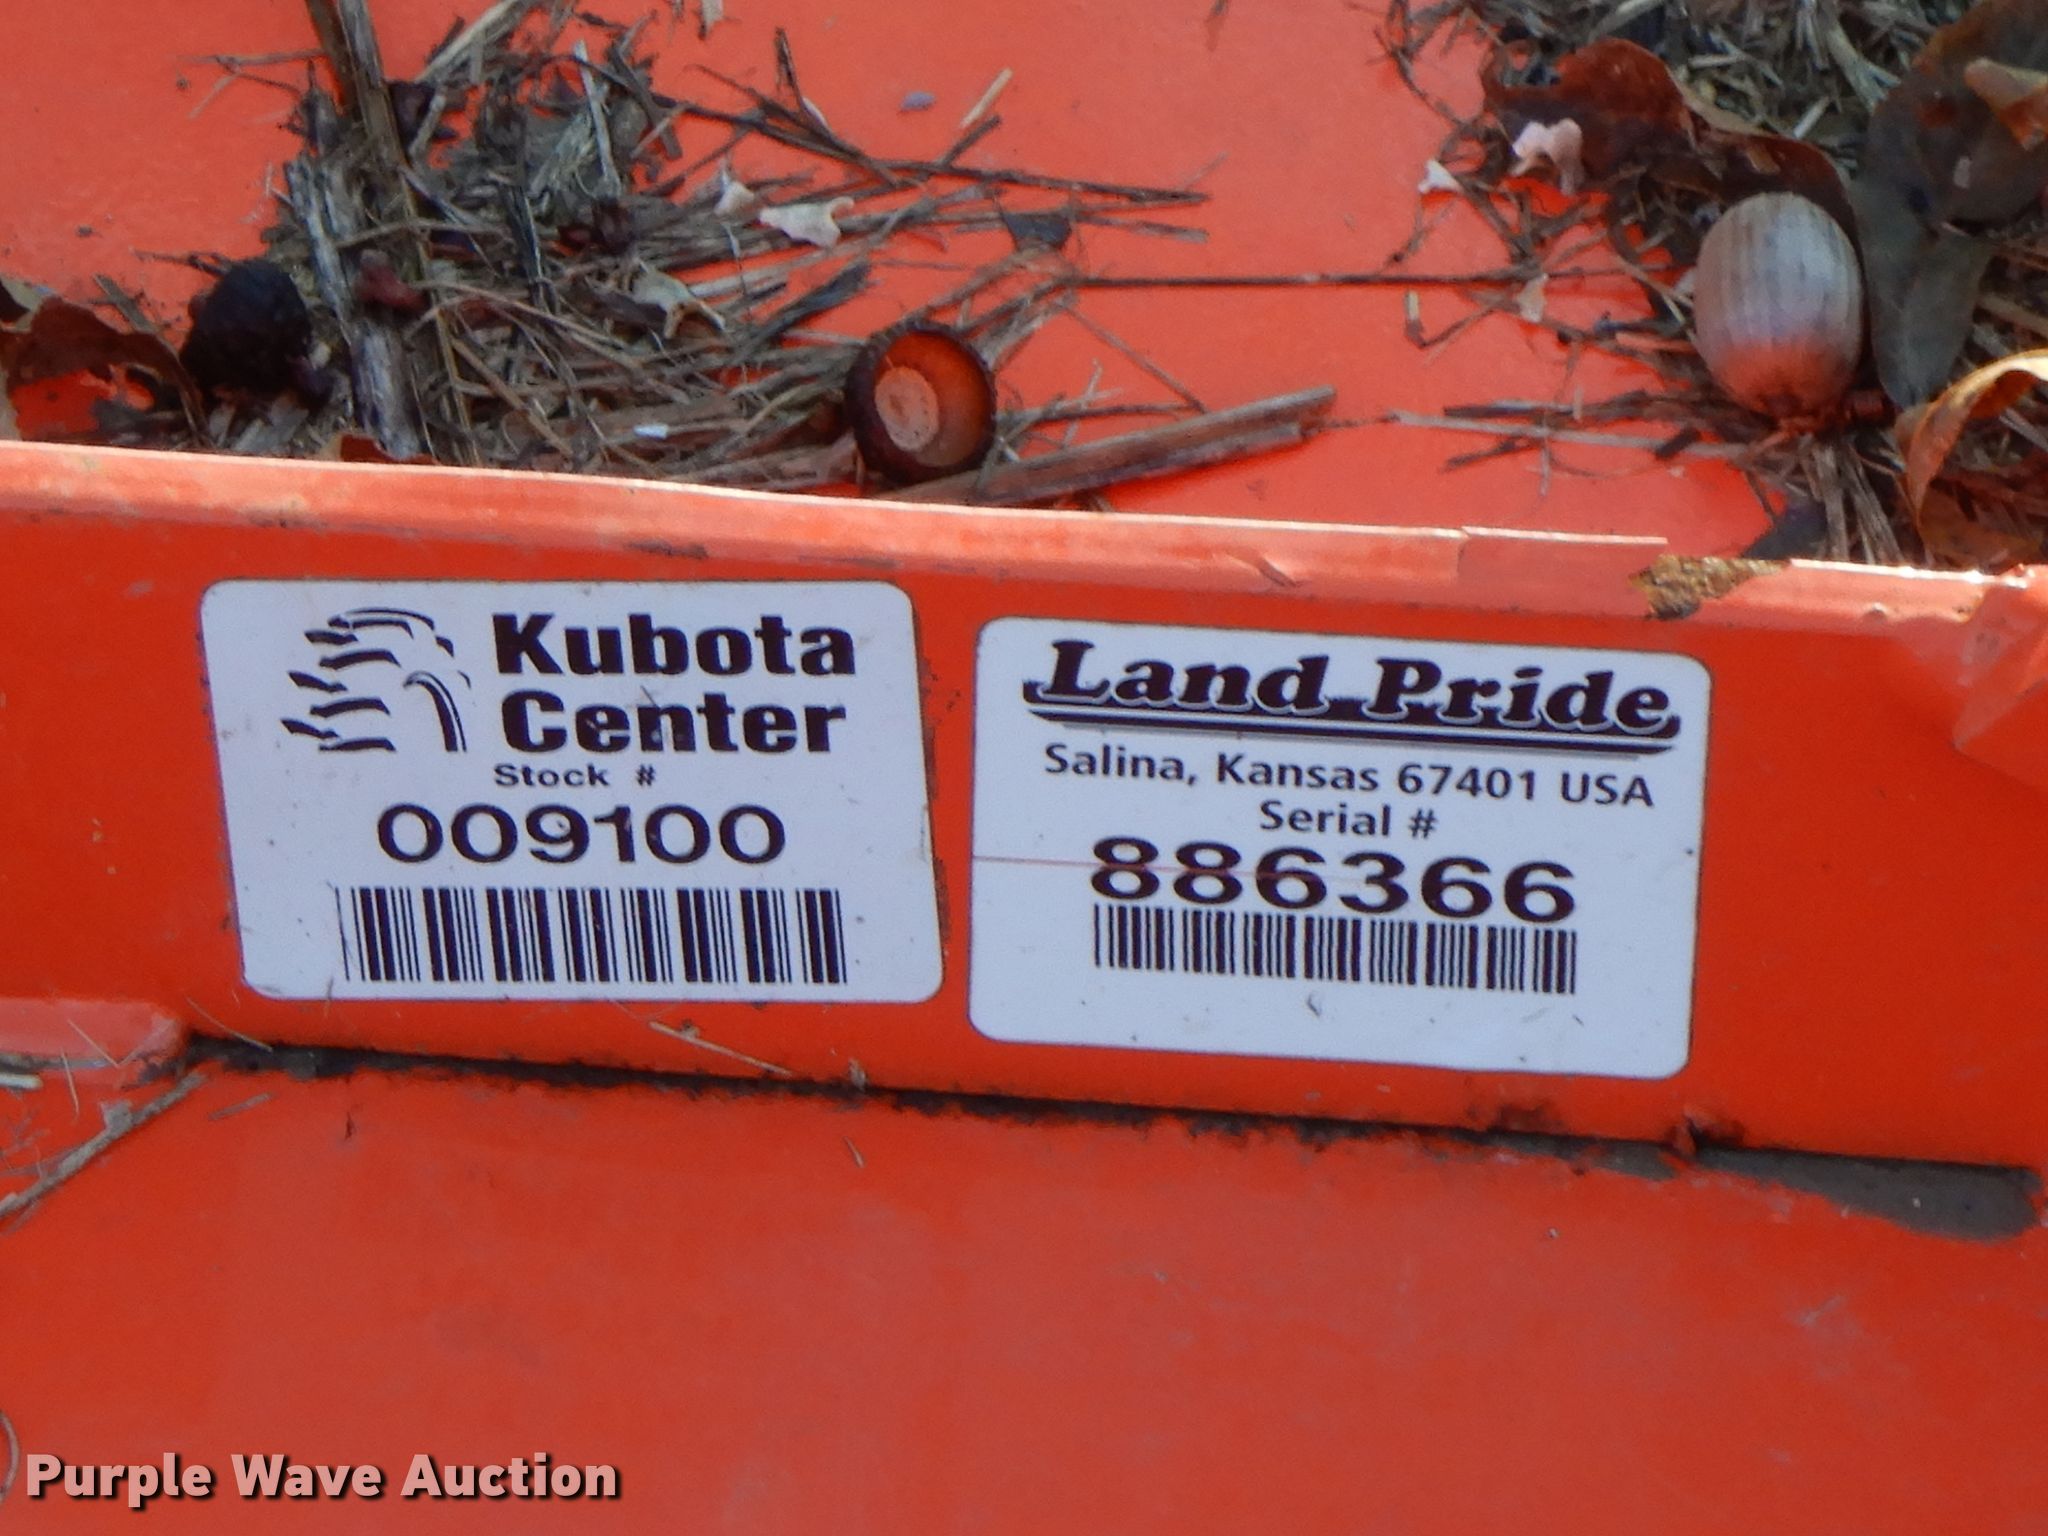 Kubota
Center
Stock #
009100
Land Pride
Salina, Kansas 67401 USA
Serial #
886366
Purple Wave Auction